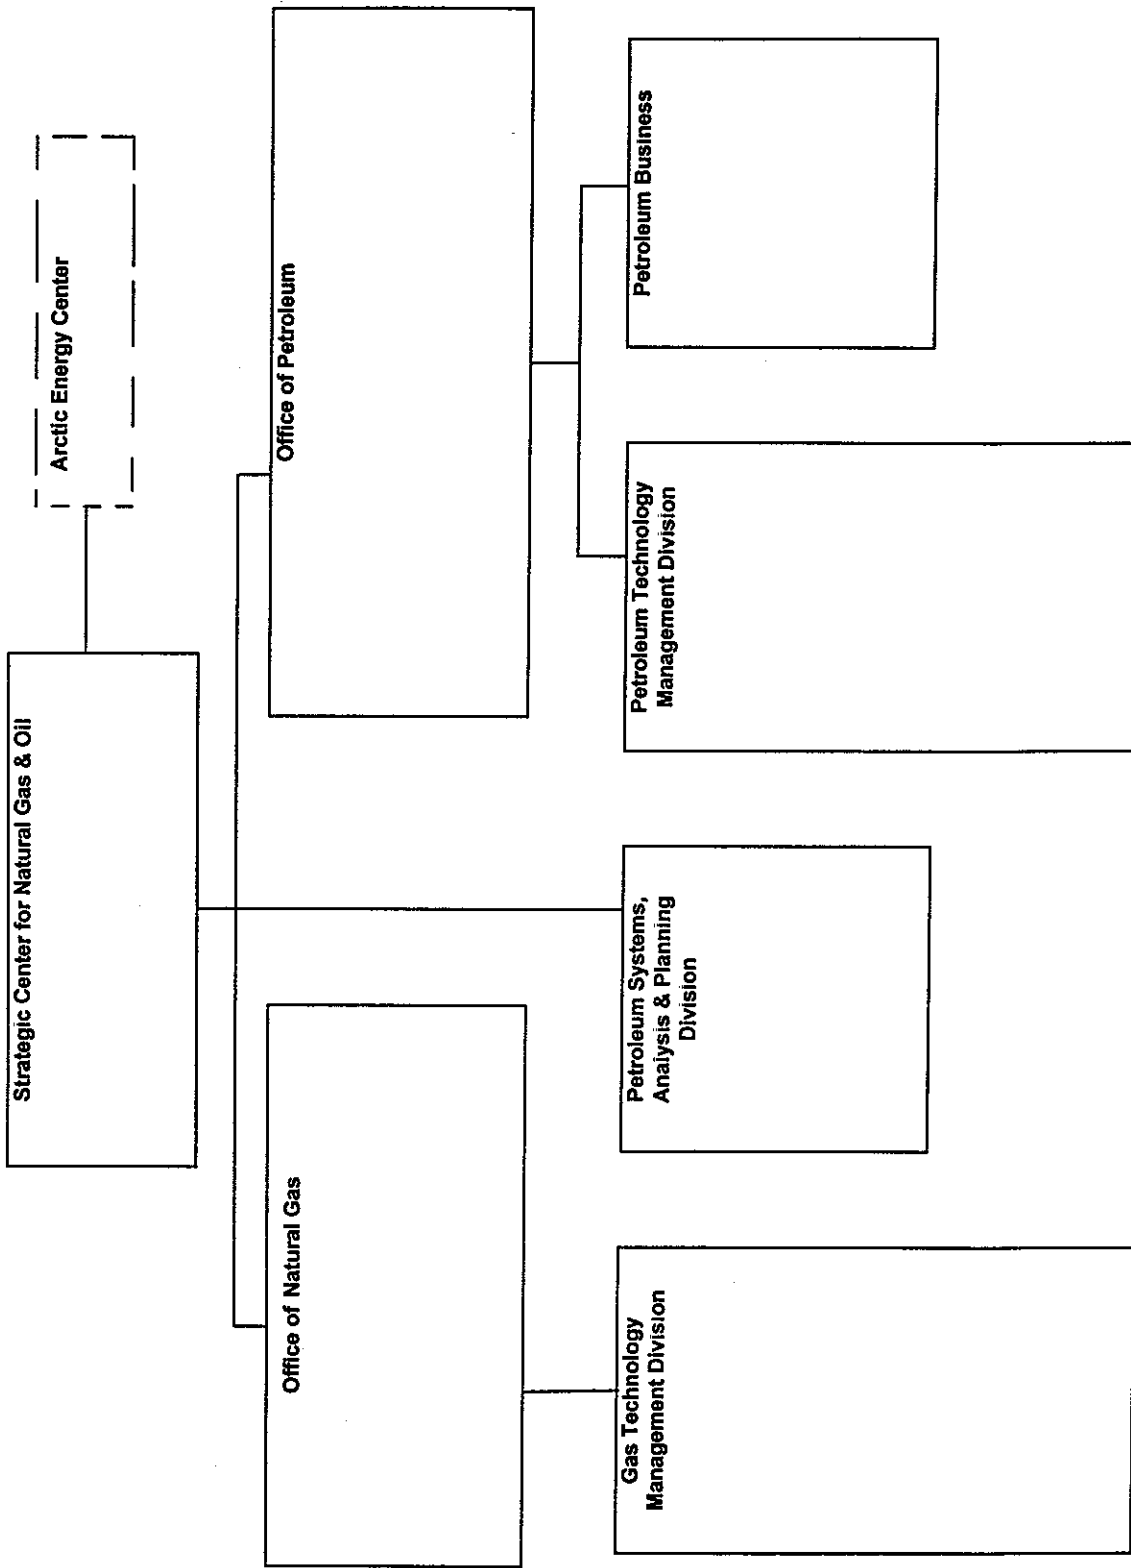 Strategic Center for Natural Gas & Oil
Arctic Energy Center
Office of Natural Gas
Office of Petroleum
Gas Technology
Management Division
Petroleum Systems,
Analysis & Planning
Division
Petroleum Technology
Management Division
Petroleum Business